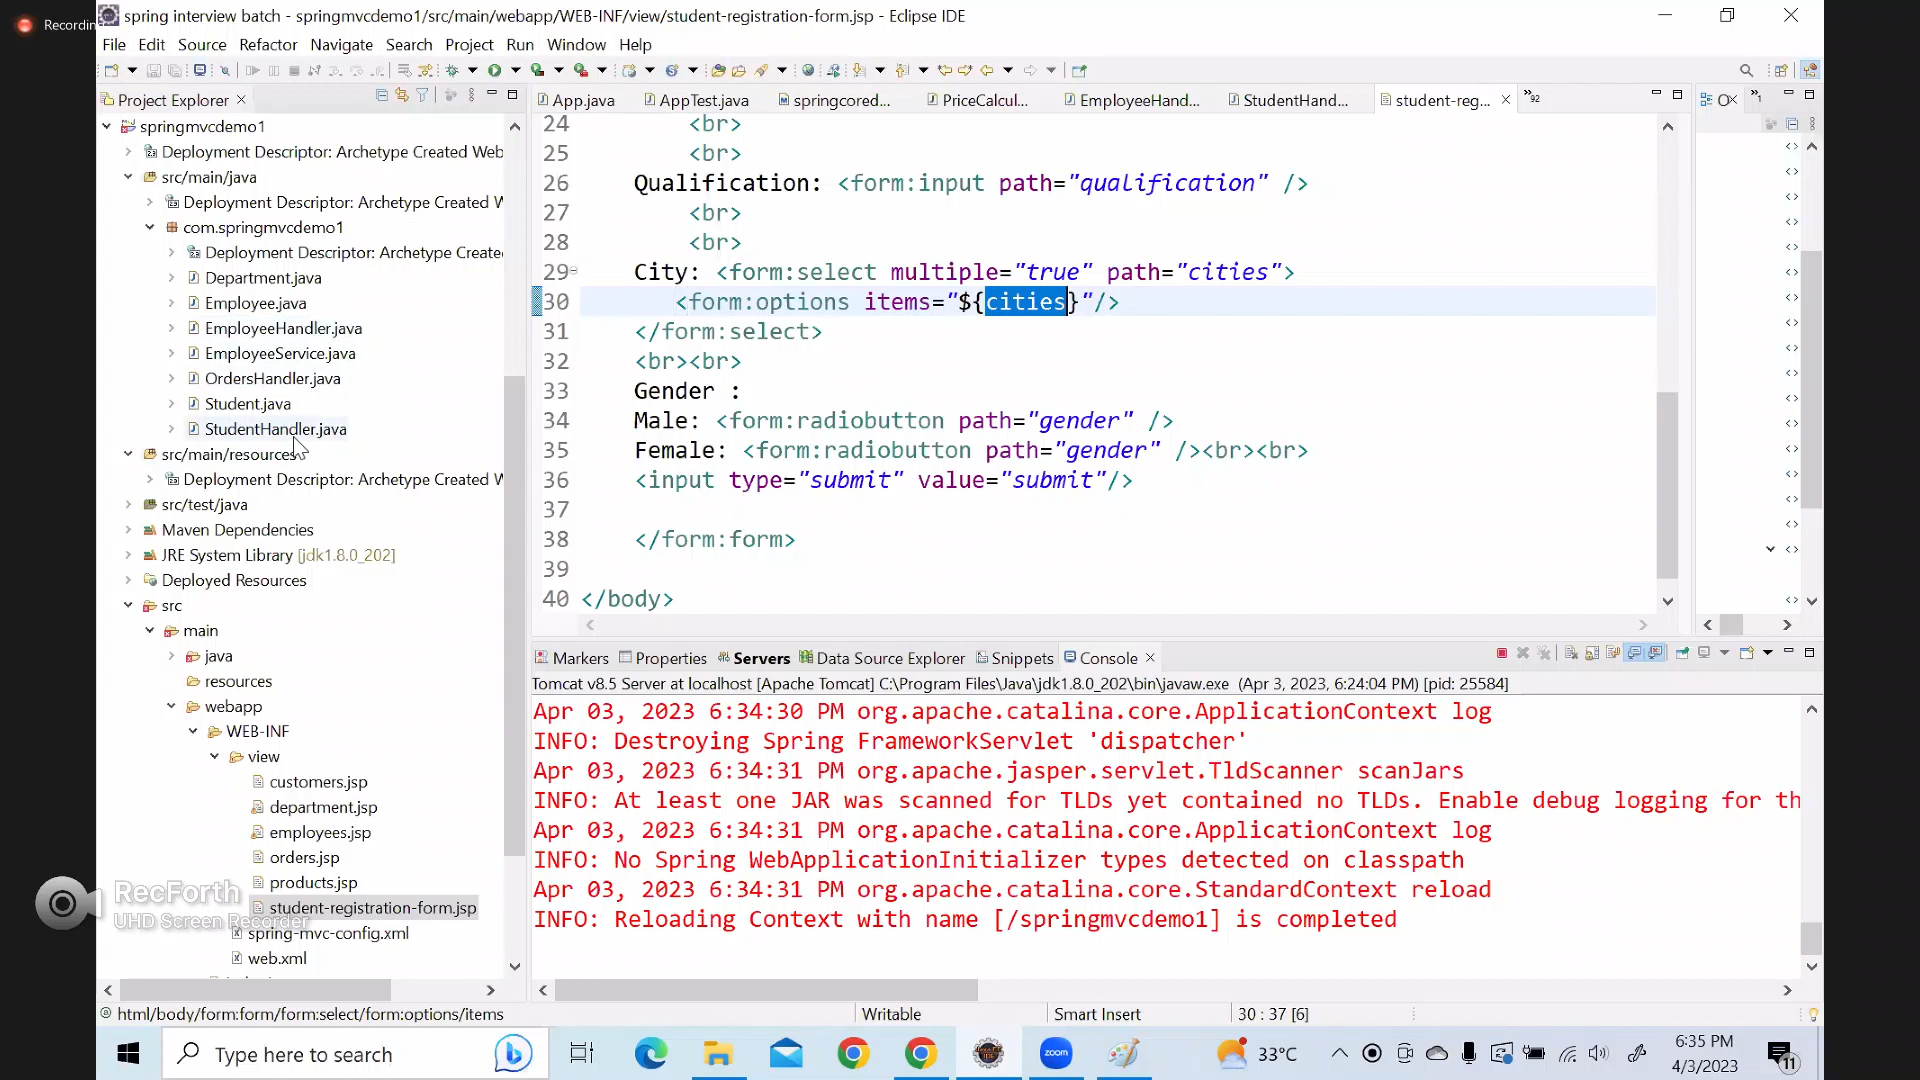 Recording
spring interview batch - springmvcdemo1/src/main/webapp/WEB-INF/view/student-registration-form.jsp - Eclipse IDE
File Edit Source Refactor Navigate Search Project Run Window Help
Project Explorer
App.java
AppTest.java
springcored...
PriceCalcul...
EmployeeHand...
StudentHand...
student-reg...
92
springmvcdemo1
Deployment Descriptor: Archetype Created Web
src/main/java
Deployment Descriptor: Archetype Created W
com.springmvcdemo1
Deployment Descriptor: Archetype Create
Department.java
Employee.java
EmployeeHandler.java
EmployeeService.java
OrdersHandler.java
Student.java
StudentHandler.java
src/main/resources
Deployment Descriptor: Archetype Created W
src/test/java
Maven Dependencies
JRE System Library [jdk1.8.0_202]
Deployed Resources
src
main
java
resources
webapp
WEB-INF
view
customers.jsp
department.jsp
employees.jsp
orders.jsp
products.jsp
student-registration-form.jsp
spring-mvc-config.xml
web.xml
24 <br>
25 <br>
26 Qualification: <form:input path="qualification" />
27 <br>
28 <br>
29 City: <form:select multiple="true" path="cities">
30 <form:options items="${cities}"/>
31 </form:select>
32 <br><br>
33 Gender :
34 Male: <form:radiobutton path="gender" />
35 Female: <form:radiobutton path="gender" /><br><br>
36 <input type="submit" value="submit"/>
37
38 </form:form>
39
40 </body>
Markers Properties Servers Data Source Explorer Snippets Console
Tomcat v8.5 Server at localhost [Apache Tomcat] C:\Program Files\Java\jdk1.8.0_202\bin\javaw.exe (Apr 3, 2023, 6:24:04 PM) [pid: 25584]
Apr 03, 2023 6:34:30 PM org.apache.catalina.core.ApplicationContext log
INFO: Destroying Spring FrameworkServlet 'dispatcher'
Apr 03, 2023 6:34:31 PM org.apache.jasper.servlet.TldScanner scanJars
INFO: At least one JAR was scanned for TLDs yet contained no TLDs. Enable debug logging for th
Apr 03, 2023 6:34:31 PM org.apache.catalina.core.ApplicationContext log
INFO: No Spring WebApplicationInitializer types detected on classpath
Apr 03, 2023 6:34:31 PM org.apache.catalina.core.StandardContext reload
INFO: Reloading Context with name [/springmvcdemo1] is completed
RecForth
UHD Screen Recorder
html/body/form:form/form:select/form:options/items
Writable
Smart Insert
30 : 37 [6]
Type here to search
zoom
33°C
6:35 PM
4/3/2023
11